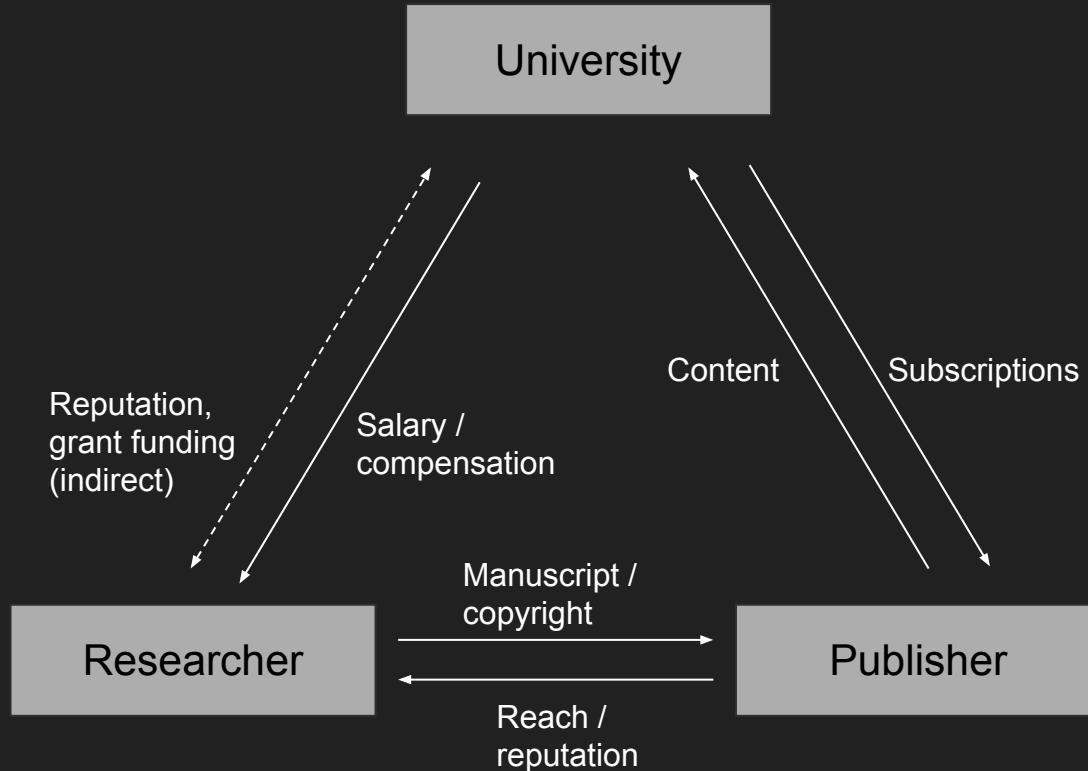 University
Content
Subscriptions
Reputation,
grant funding
(indirect)
Salary /
compensation
Manuscript /
copyright
Researcher
Publisher
Reach /
reputation